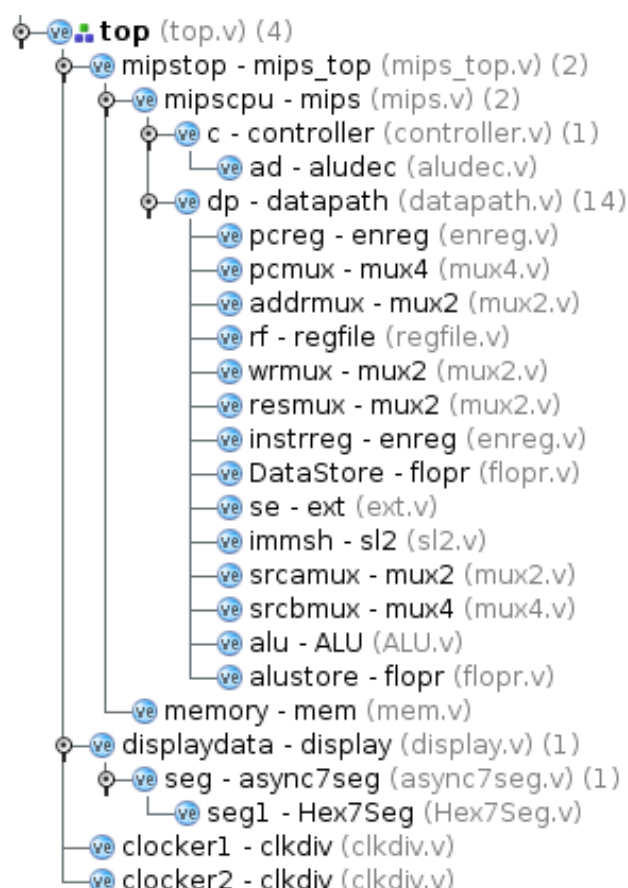 top (top.v) (4)
mipstop - mips_top (mips_top.v) (2)
mipscpu - mips (mips.v) (2)
c - controller (controller.v) (1)
ad - aludec (aludec.v)
dp - datapath (datapath.v) (14)
pcreg - enreg (enreg.v)
pcmux - mux4 (mux4.v)
addrmux - mux2 (mux2.v)
rf - regfile (regfile.v)
wrmux - mux2 (mux2.v)
resmux - mux2 (mux2.v)
instrreg - enreg (enreg.v)
DataStore - flopr (flopr.v)
se - ext (ext.v)
immsh - sl2 (sl2.v)
srcamux - mux2 (mux2.v)
srcbmux - mux4 (mux4.v)
alu - ALU (ALU.v)
alustore - flopr (flopr.v)
memory - mem (mem.v)
displaydata - display (display.v) (1)
seg - async7seg (async7seg.v) (1)
seg1 - Hex7Seg (Hex7Seg.v)
clocker1 - clkdiv (clkdiv.v)
clocker2 - clkdiv (clkdiv.v)